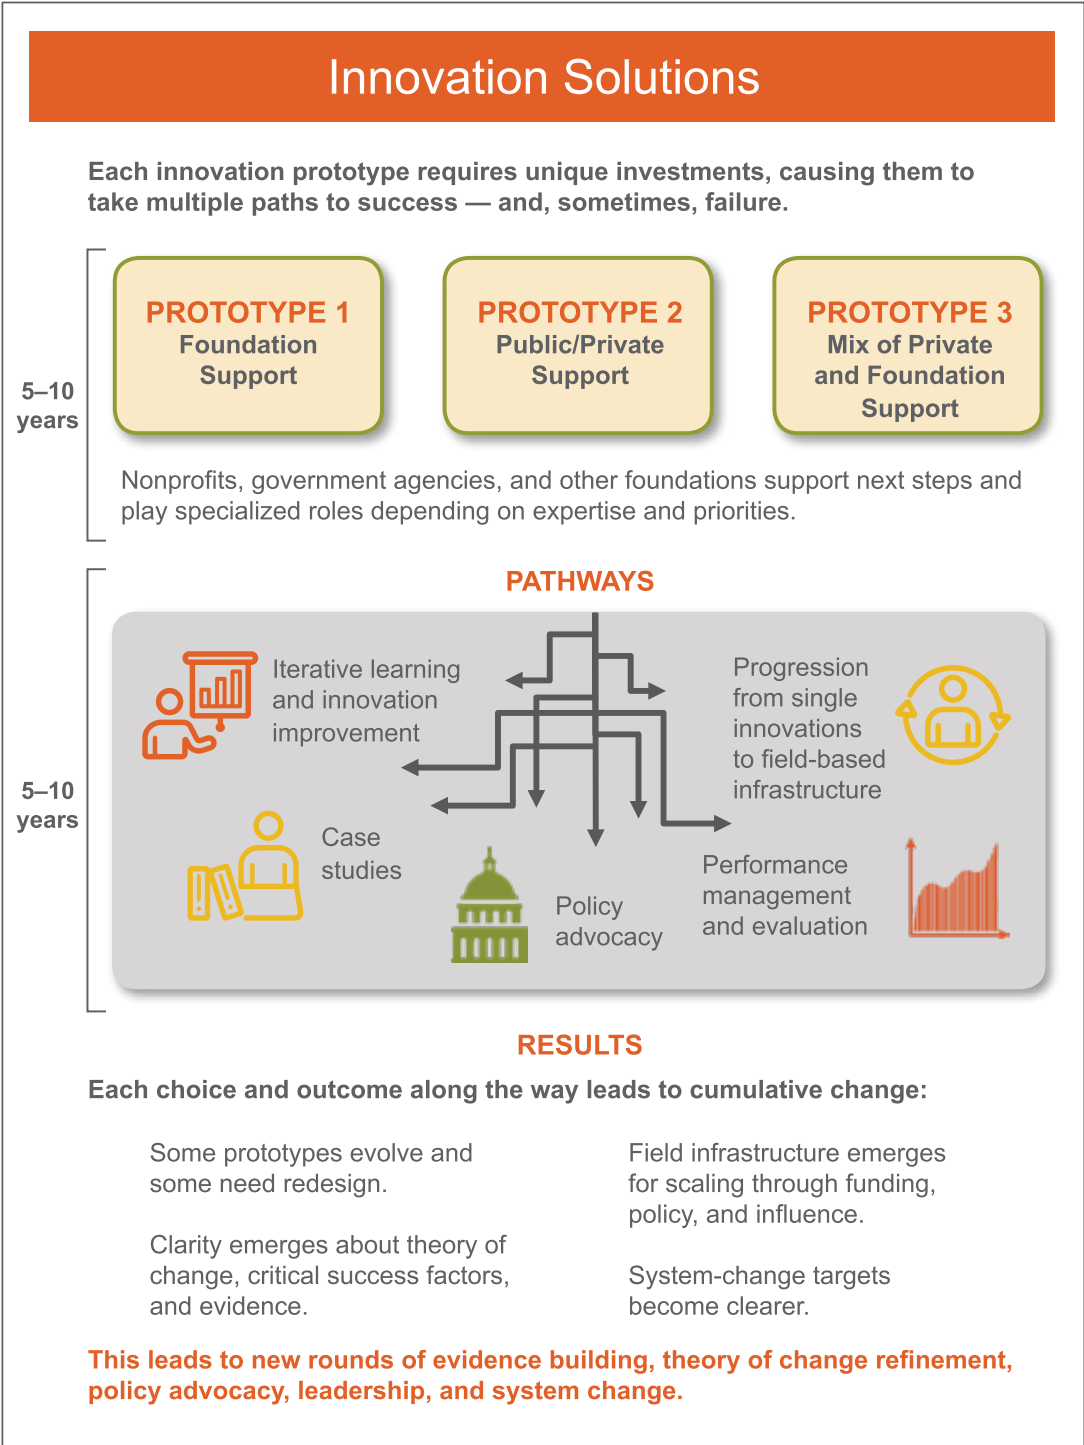 Innovation Solutions
Each innovation prototype requires unique investments, causing them to
take multiple paths to success — and, sometimes, failure.
5–10
years
PROTOTYPE 1
Foundation
Support
PROTOTYPE 2
Public/Private
Support
PROTOTYPE 3
Mix of Private
and Foundation
Support
Nonprofits, government agencies, and other foundations support next steps and
play specialized roles depending on expertise and priorities.
5–10
years
PATHWAYS
Iterative learning
and innovation
improvement
Progression
from single
innovations
to field-based
infrastructure
Case
studies
Policy
advocacy
Performance
management
and evaluation
RESULTS
Each choice and outcome along the way leads to cumulative change:
Some prototypes evolve and
some need redesign.
Clarity emerges about theory of
change, critical success factors,
and evidence.
Field infrastructure emerges
for scaling through funding,
policy, and influence.
System-change targets
become clearer.
This leads to new rounds of evidence building, theory of change refinement,
policy advocacy, leadership, and system change.